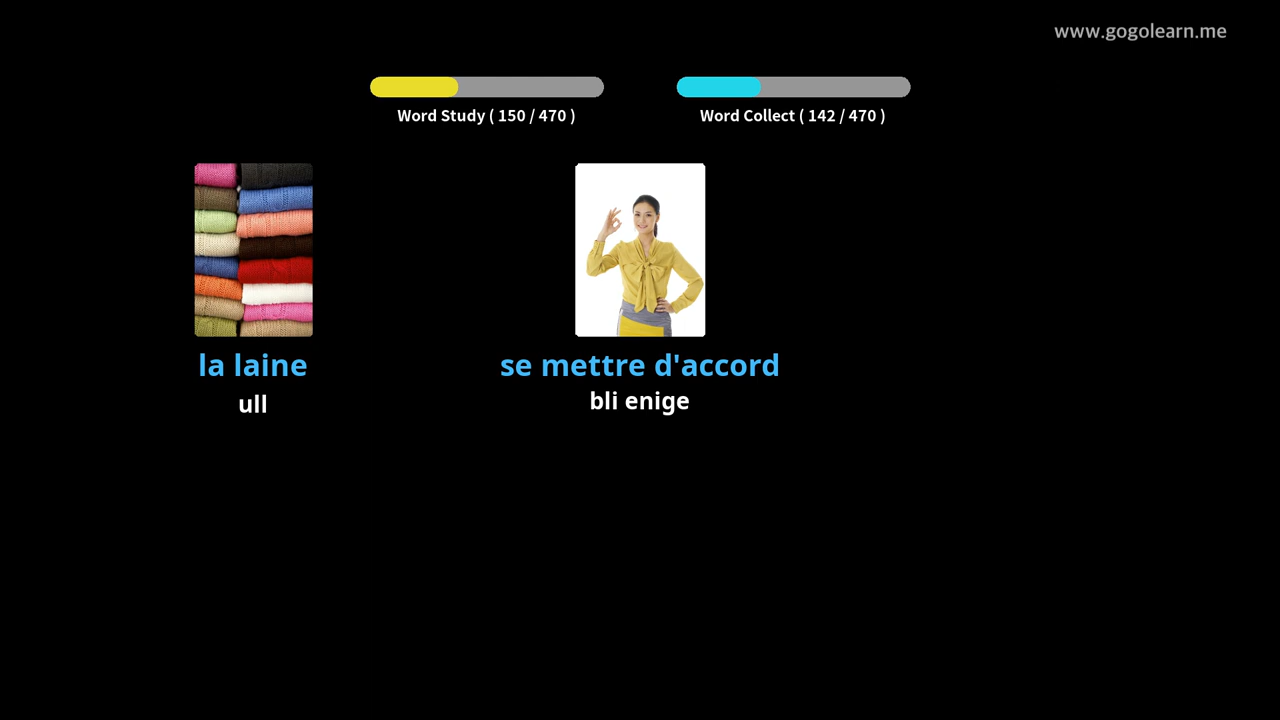 www.gogolearn.me
Word Study ( 150 / 470 )
Word Collect ( 142 / 470 )
la laine
ull
se mettre d'accord
bli enige